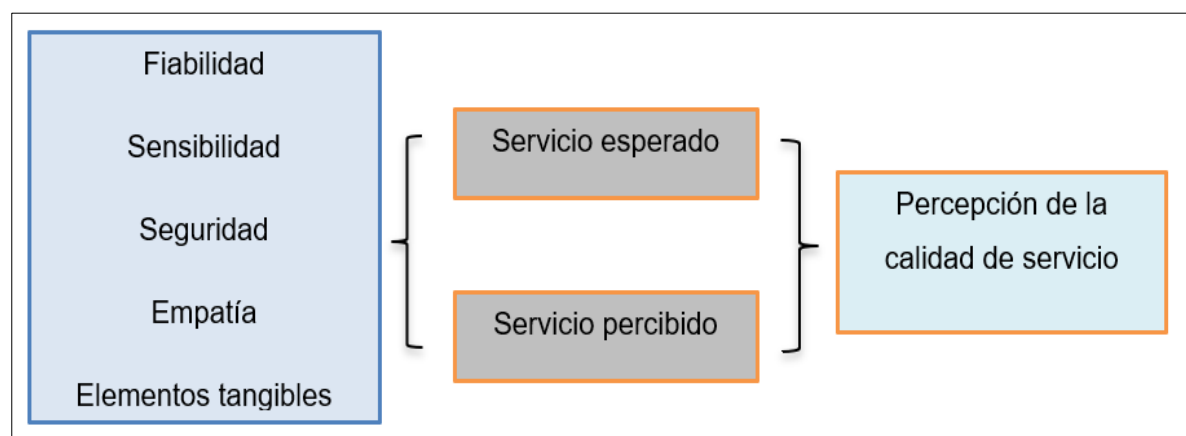 Fiabilidad
Sensibilidad
Seguridad
Empatía
Elementos tangibles
Servicio esperado
Servicio percibido
Percepción de la
calidad de servicio